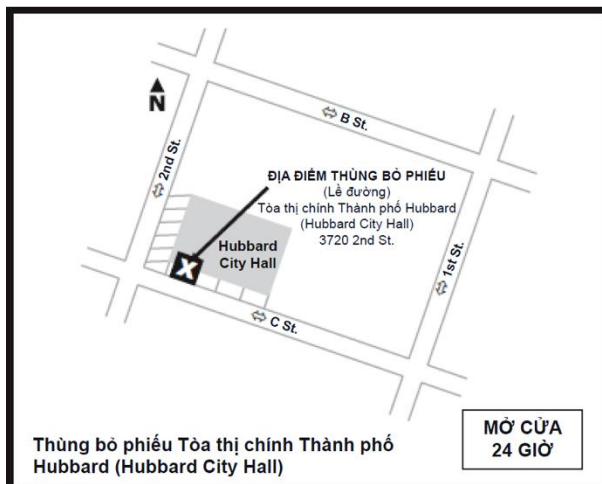 N
B St.
2nd St.
ĐỊA ĐIỂM THÙNG BỎ PHIẾU
(Lề đường)
Tòa thị chính Thành phố Hubbard
(Hubbard City Hall)
3720 2nd St.
Hubbard
City Hall
X
1st St.
C St.
Thùng bỏ phiếu Tòa thị chính Thành phố
Hubbard (Hubbard City Hall)
MỞ CỬA
24 GIỜ